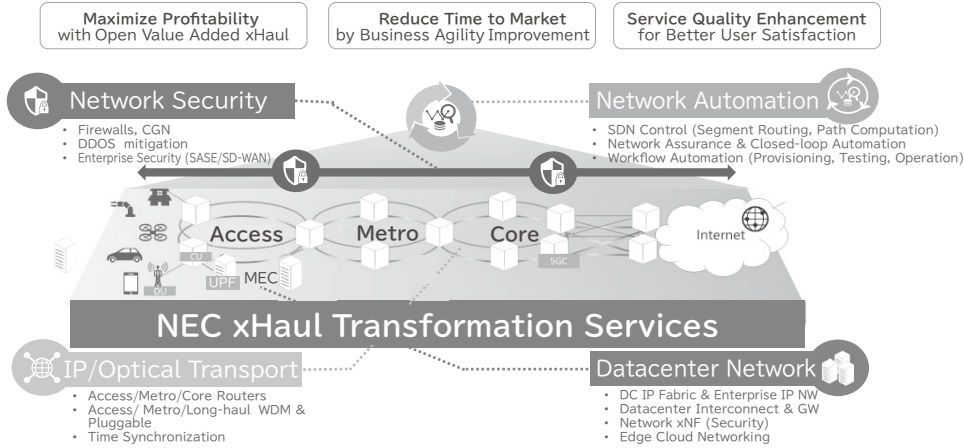 Maximize Profitability
with Open Value Added xHaul
Reduce Time to Market
by Business Agility Improvement
Service Quality Enhancement
for Better User Satisfaction
Network Security
• Firewalls, CGN
• DDOS mitigation
• Enterprise Security (SASE/SD-WAN)
Network Automation
• SDN Control (Segment Routing, Path Computation)
• Network Assurance & Closed-loop Automation
• Workflow Automation (Provisioning, Testing, Operation)
Access
Metro
Core
Internet
CU
5GC
DU
UPF
MEC
NEC xHaul Transformation Services
IP/Optical Transport
• Access/Metro/Core Routers
• Access/ Metro/Long-haul WDM &
Pluggable
• Time Synchronization
Datacenter Network
• DC IP Fabric & Enterprise IP NW
• Datacenter Interconnect & GW
• Network xNF (Security)
• Edge Cloud Networking